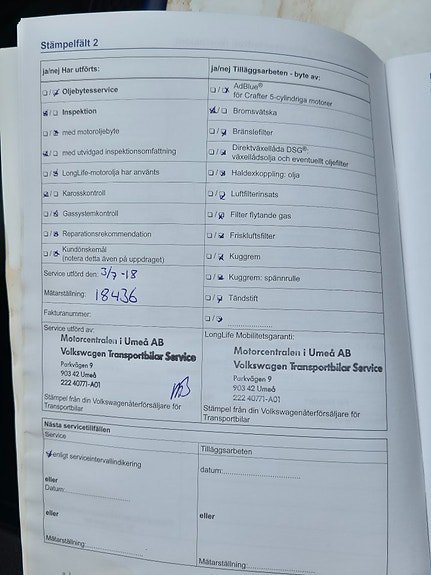 Stämpelfält 2
ja/nej Har utförts:
☐ / ☒ Oljebytesservice
☒ / ☐ Inspektion
☐ / ☒ med motoroljebyte
☒ / ☐ med utvidgad inspektionsomfattning
☐ / ☒ LongLife-motorolja har använts
☒ / ☐ Karosskontroll
☐ / ☒ Gassystemkontroll
☐ / ☒ Reparationsrekommendation
☐ / ☒ Kundönskemål
(notera detta även på uppdraget)
Service utförd den: 3/7-18
Mätarställning: 18436
Fakturanummer:
Service utförd av:
Motorcentralen i Umeå AB
Volkswagen Transportbilar Service
Parkvägen 9
903 42 Umeå
222 40771-A01
Stämpel från din Volkswagenåterförsäljare för
Transportbilar
ja/nej Tilläggsarbeten - byte av:
☐ / ☒ AdBlue®
för Crafter 5-cylindriga motorer
☒ / ☐ Bromsvätska
☐ / ☒ Bränslefilter
☐ / ☒ Direktväxellåda DSG®:
växellådsolja och eventuellt oljefilter
☐ / ☒ Haldexkoppling: olja
☐ / ☒ Luftfilterinsats
☐ / ☒ Filter flytande gas
☐ / ☒ Friskluftsfilter
☐ / ☒ Kuggrem
☐ / ☒ Kuggrem: spännrulle
☐ / ☒ Tändstift
☐ / ☒ ....................
LongLife Mobilitetsgaranti:
Motorcentralen i Umeå AB
Volkswagen Transportbilar Service
Parkvägen 9
903 42 Umeå
222 40771-A01
Stämpel från din Volkswagenåterförsäljare för
Transportbilar
Nästa servicetillfällen
Service
☒ enligt serviceintervallindikering
eller
Datum:....................
eller
Mätarställning....................
Tilläggsarbeten
datum:....................
eller
Mätarställning....................